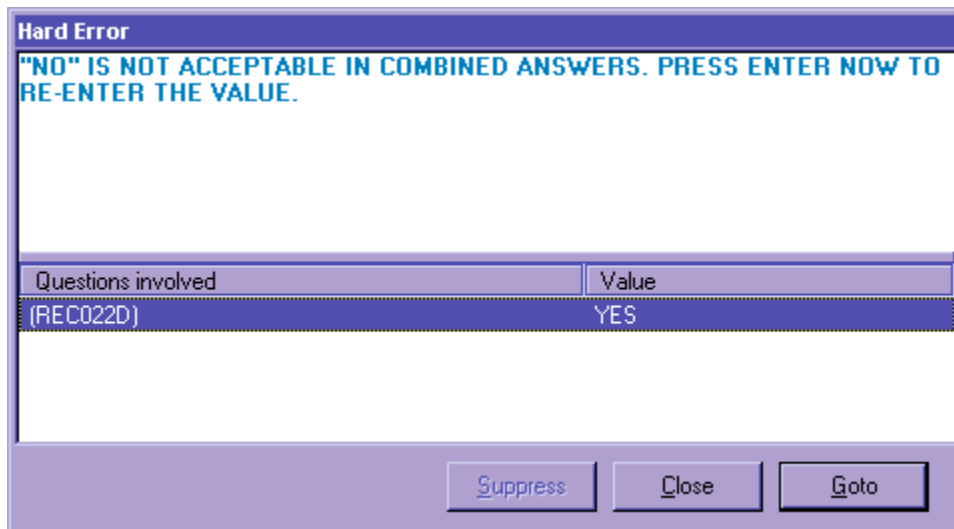 Hard Error
"NO" IS NOT ACCEPTABLE IN COMBINED ANSWERS. PRESS ENTER NOW TO
RE-ENTER THE VALUE.
Questions involved Value
(REC022D) YES
Suppress Close Goto